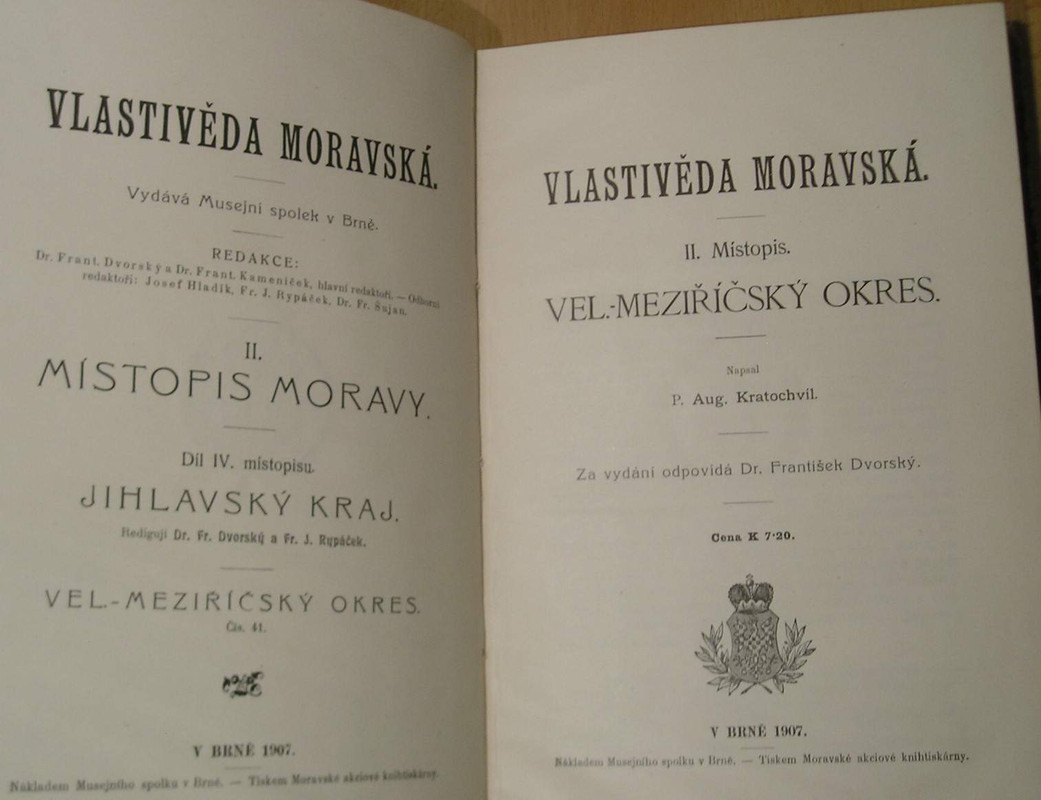 VLASTIVĚDA MORAVSKÁ.
Vydává Musejní spolek v Brně.
REDAKCE:
Dr. Frant. Dvorský a Dr. Frant. Kameníček, hlavní redaktoři. — Odborní
redaktoři: Josef Hladík, Fr. J. Rypáček, Dr. Fr. Šujan.
II.
MÍSTOPIS MORAVY.
Díl IV. místopisu.
JIHLAVSKÝ KRAJ.
Redigují Dr. Fr. Dvorský a Fr. J. Rypáček.
VEL.-MEZIŘÍČSKÝ OKRES.
Čís. 41.
V BRNĚ 1907.
Nákladem Musejního spolku v Brně. — Tiskem Moravské akciové knihtiskárny.
VLASTIVĚDA MORAVSKÁ.
II. Místopis.
VEL.-MEZIŘÍČSKÝ OKRES.
Napsal
P. Aug. Kratochvíl.
Za vydání odpovídá Dr. František Dvorský.
Cena K 7·20.
V BRNĚ 1907.
Nákladem Musejního spolku v Brně. — Tiskem Moravské akciové knihtiskárny.